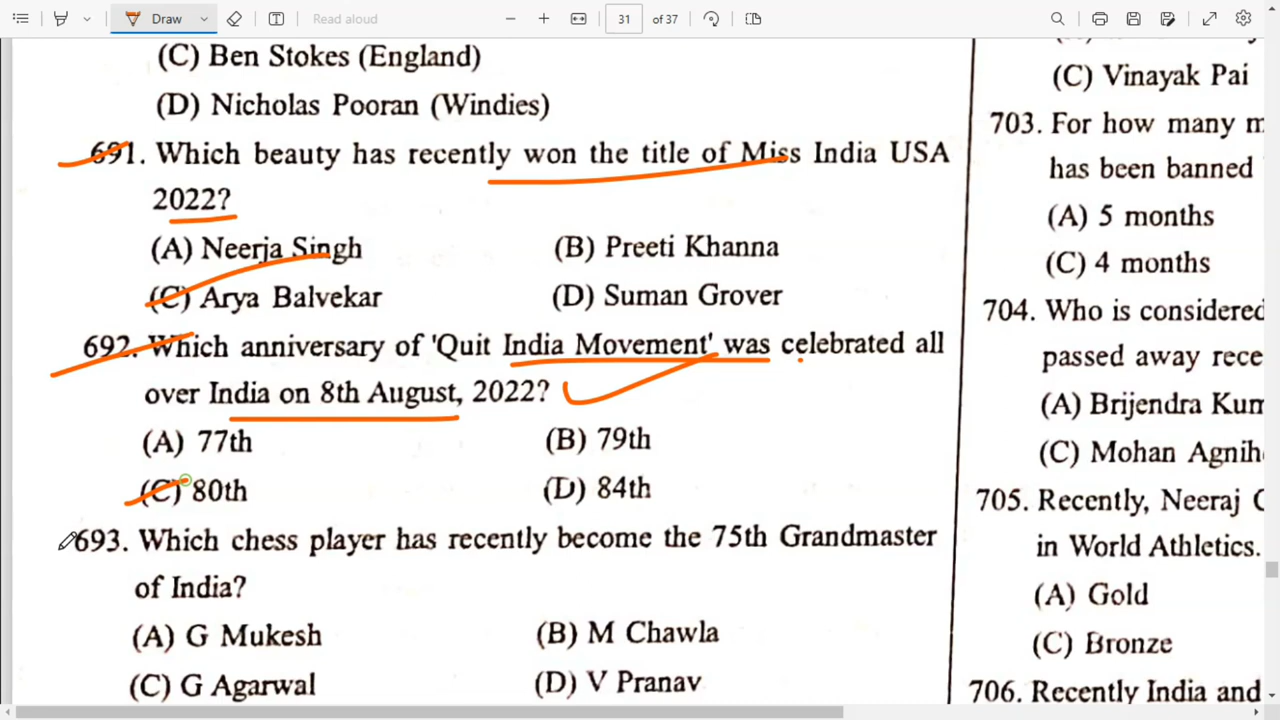 Draw
Read aloud
31 of 37
(C) Ben Stokes (England)
(D) Nicholas Pooran (Windies)
691. Which beauty has recently won the title of Miss India USA
2022?
(A) Neerja Singh (B) Preeti Khanna
(C) Arya Balvekar (D) Suman Grover
692. Which anniversary of 'Quit India Movement' was celebrated all
over India on 8th August, 2022?
(A) 77th (B) 79th
(C) 80th (D) 84th
693. Which chess player has recently become the 75th Grandmaster
of India?
(A) G Mukesh (B) M Chawla
(C) G Agarwal (D) V Pranav
(C) Vinayak Pai
703. For how many m
has been banned
(A) 5 months
(C) 4 months
704. Who is considered
passed away rece
(A) Brijendra Kum
(C) Mohan Agnih
705. Recently, Neeraj C
in World Athletics.
(A) Gold
(C) Bronze
706. Recently India and